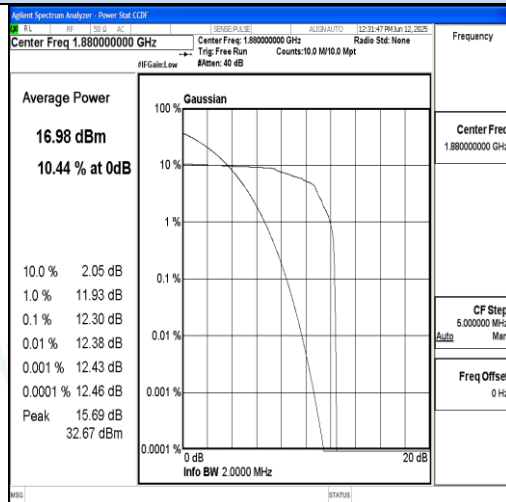 Agilent Spectrum Analyzer - Power Stat CCDF
RL RF 50 Ω AC SENSE:PULSE ALIGN AUTO 12:31:47 PM Jun 12, 2025
Center Freq 1.880000000 GHz
Center Freq: 1.880000000 GHz Radio Std: None
Trig: Free Run Counts:10.0 M/10.0 Mpt
#IFGain:Low #Atten: 40 dB
Frequency
Average Power
16.98 dBm
10.44 % at 0dB
10.0 % 2.05 dB
1.0 % 11.93 dB
0.1 % 12.30 dB
0.01 % 12.38 dB
0.001 % 12.43 dB
0.0001 % 12.46 dB
Peak 15.69 dB
32.67 dBm
Gaussian
100 %
10 %
1 %
0.1 %
0.01 %
0.001 %
0.0001 %
0 dB 20 dB
Info BW 2.0000 MHz
Center Freq
1.880000000 GHz
CF Step
5.000000 MHz
Auto Man
Freq Offset
0 Hz
MSG STATUS